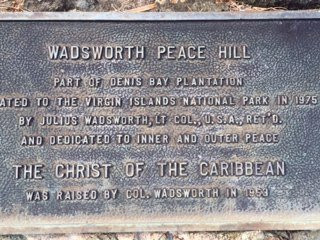 WADSWORTH PEACE HILL
PART OF DENIS BAY PLANTATION
ATED TO THE VIRGIN ISLANDS NATIONAL PARK IN 1975
BY JULIUS WADSWORTH, LT COL., U.S.A., RET'D.
AND DEDICATED TO INNER AND OUTER PEACE
THE CHRIST OF THE CARIBBEAN
WAS RAISED BY COL. WADSWORTH IN 1953